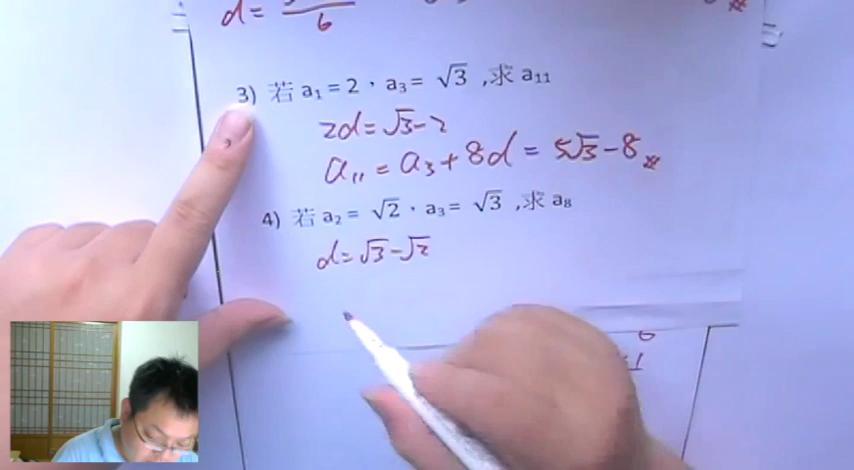 d = 6
3) 若 a₁ = 2，a₃ = √3 ,求 a₁₁
2d = √3 - 2
a₁₁ = a₃ + 8d = 5√3 - 8
4) 若 a₂ = √2，a₃ = √3 ,求 a₈
d = √3 - √2